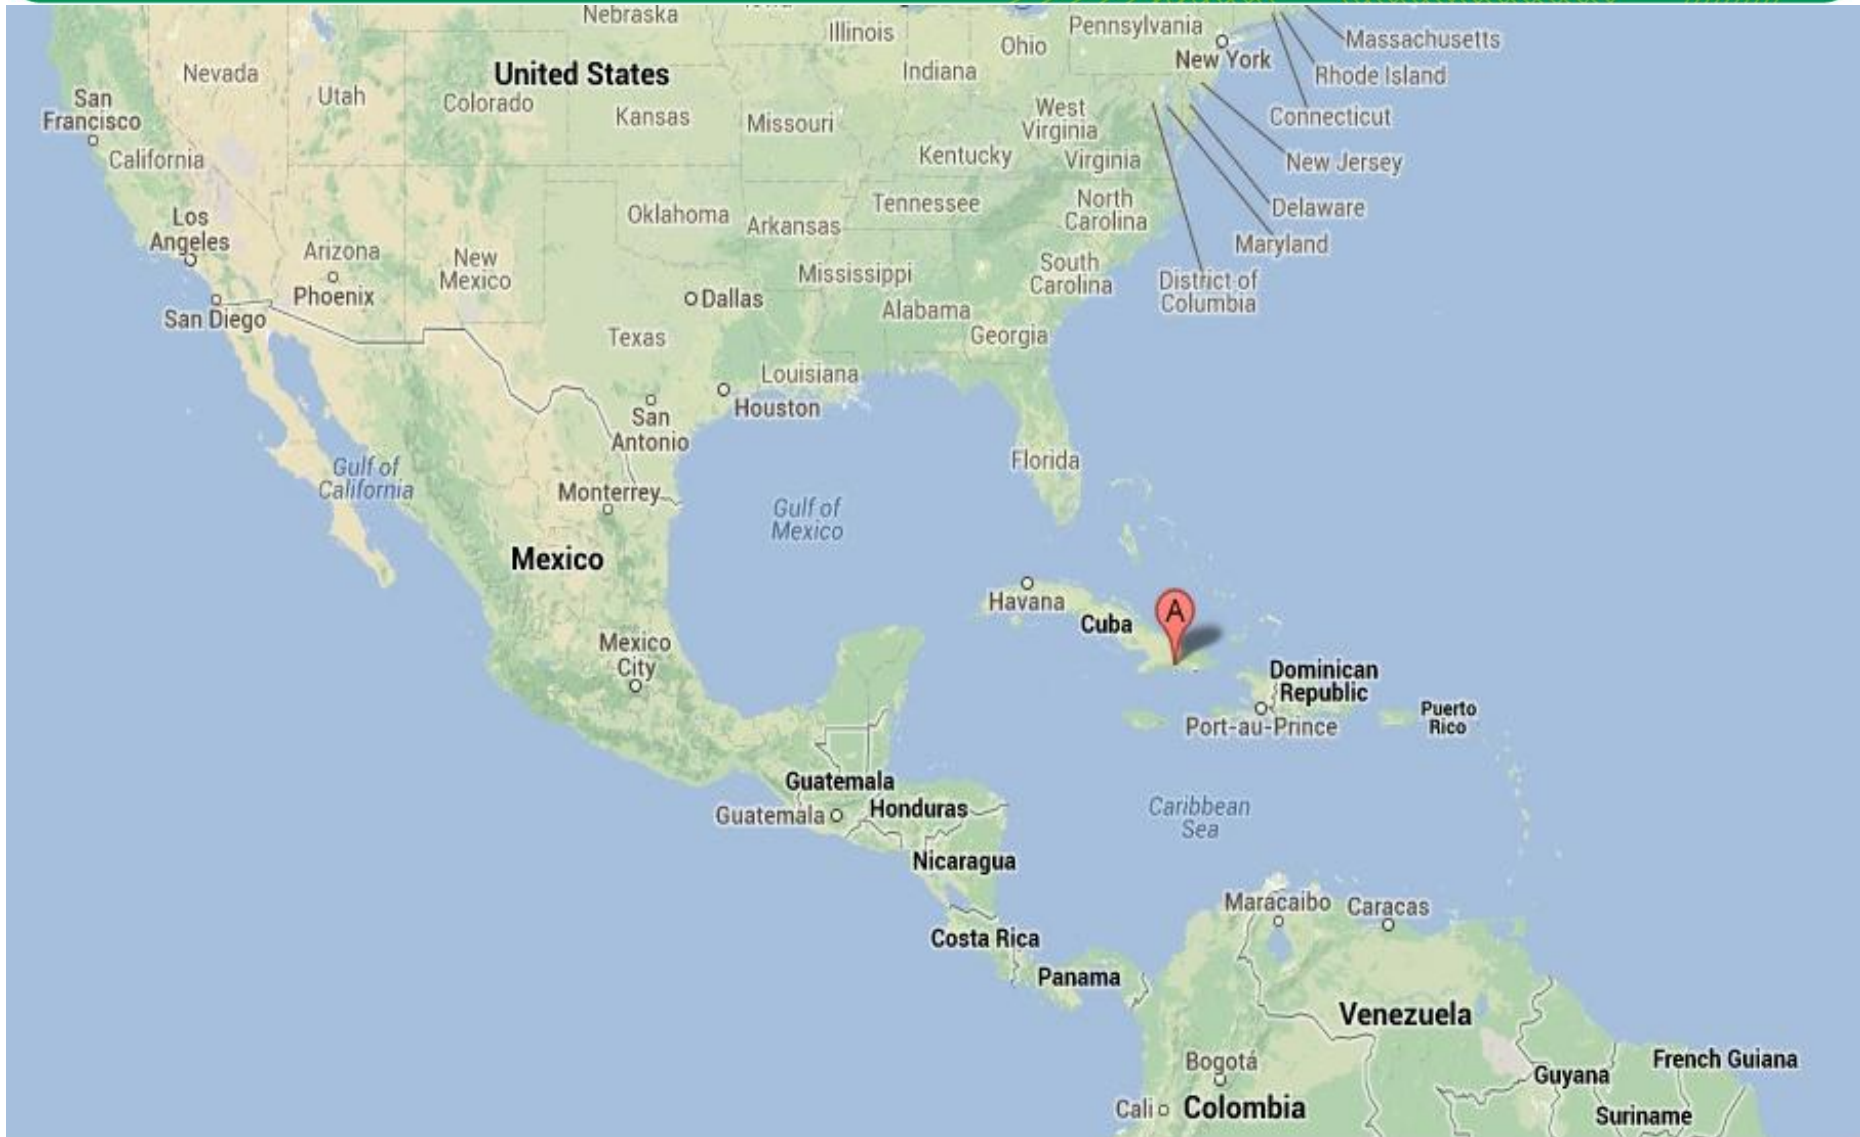 Nebraska
Illinois
Ohio
Pennsylvania
Massachusetts
New York
Rhode Island
Nevada
United States
Indiana
Utah
Colorado
San
Francisco
Kansas
Missouri
West
Virginia
Connecticut
California
Kentucky
Virginia
New Jersey
Los
Angeles
Oklahoma
Arkansas
Tennessee
North
Carolina
Delaware
Maryland
Arizona
New
Mexico
Phoenix
Mississippi
South
Carolina
District of
Columbia
San Diego
Dallas
Alabama
Texas
Georgia
Louisiana
Houston
San
Antonio
Florida
Gulf of
California
Monterrey
Gulf of
Mexico
Mexico
Havana
Cuba
A
Mexico
City
Dominican
Republic
Port-au-Prince
Puerto
Rico
Guatemala
Guatemala
Honduras
Caribbean
Sea
Nicaragua
Maracaibo
Caracas
Costa Rica
Panama
Venezuela
Bogotá
French Guiana
Guyana
Cali
Colombia
Suriname